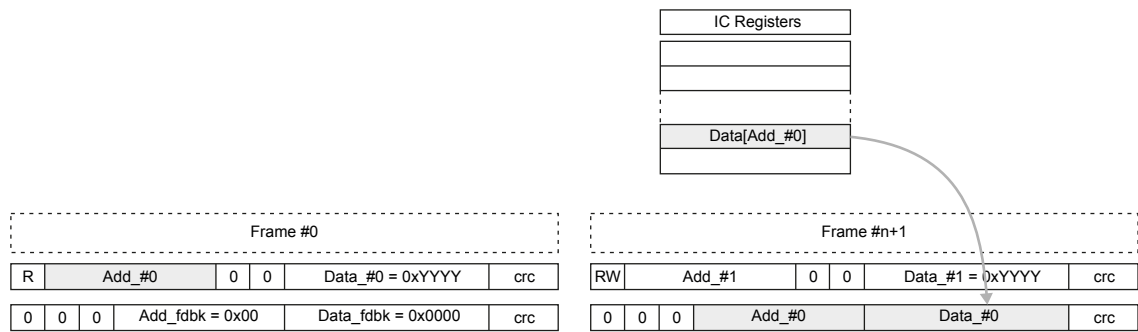 IC Registers
Data[Add_#0]
Frame #0
Frame #n+1
R Add_#0 0 0 Data_#0 = 0xYYYY crc
RW Add_#1 0 0 Data_#1 = 0xYYYY crc
0 0 0 Add_fdbk = 0x00 Data_fdbk = 0x0000 crc
0 0 0 Add_#0 Data_#0 crc